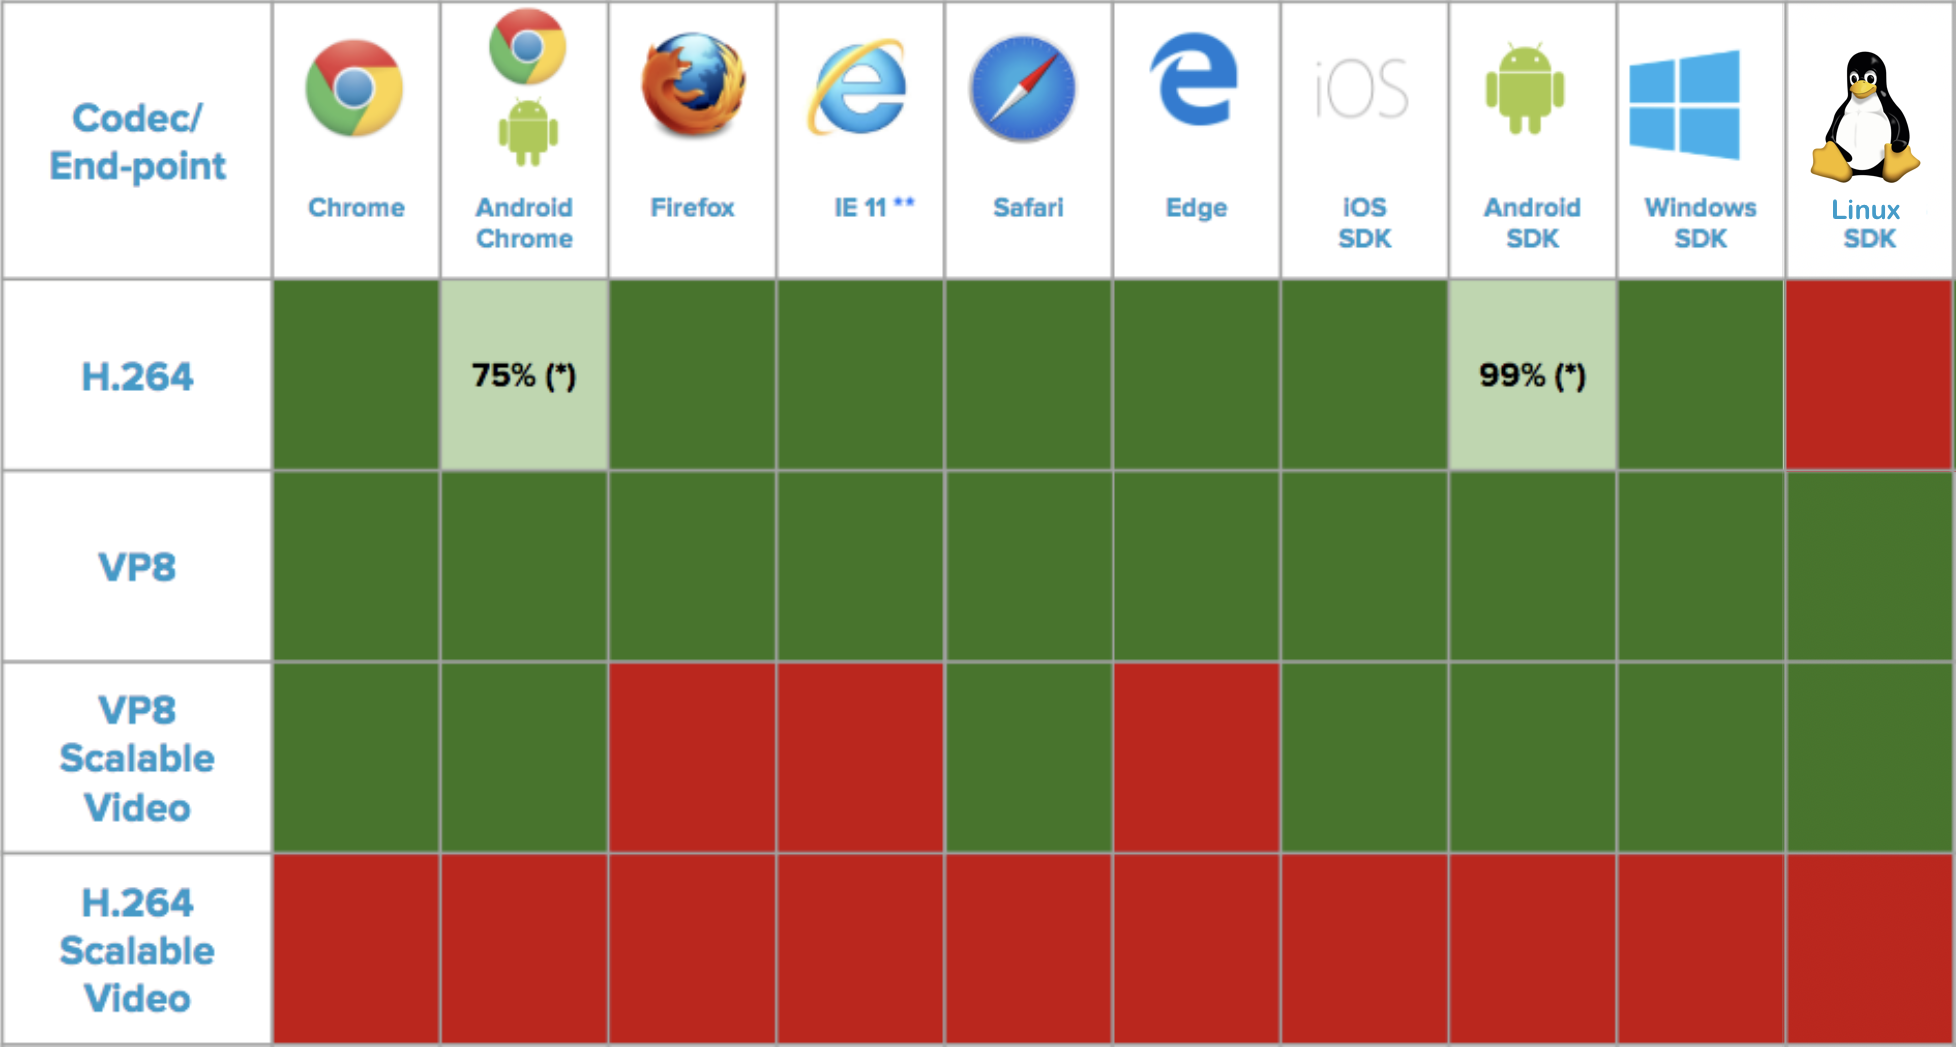 Codec/
End-point
Chrome
Android
Chrome
Firefox
IE 11 **
Safari
Edge
iOS
iOS
SDK
Android
SDK
Windows
SDK
Linux
SDK
H.264
75% (*)
99% (*)
VP8
VP8
Scalable
Video
H.264
Scalable
Video